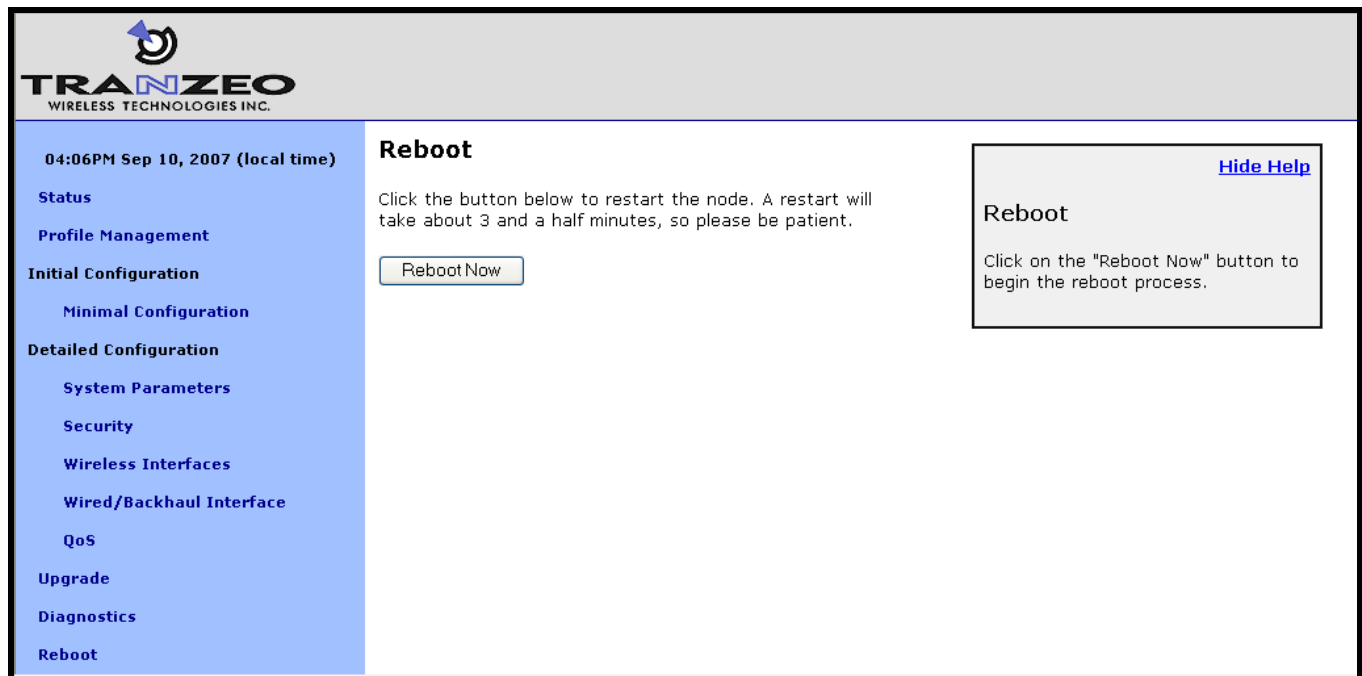 TRANZEO
WIRELESS TECHNOLOGIES INC.
04:06PM Sep 10, 2007 (local time)
Status
Profile Management
Initial Configuration
Minimal Configuration
Detailed Configuration
System Parameters
Security
Wireless Interfaces
Wired/Backhaul Interface
QoS
Upgrade
Diagnostics
Reboot
Reboot
Click the button below to restart the node. A restart will
take about 3 and a half minutes, so please be patient.
Reboot Now
Hide Help
Reboot
Click on the "Reboot Now" button to
begin the reboot process.